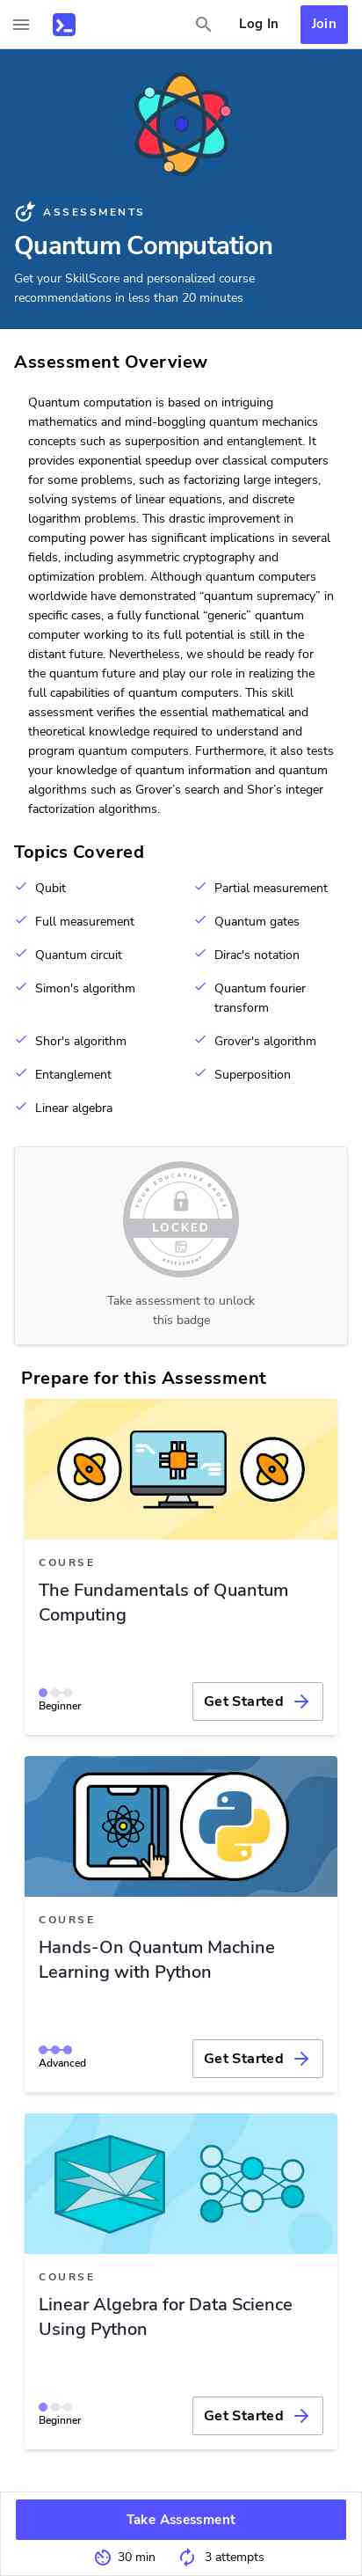 Log In
Join
ASSESSMENTS
Quantum Computation
Get your SkillScore and personalized course
recommendations in less than 20 minutes
Assessment Overview
Quantum computation is based on intriguing
mathematics and mind-boggling quantum mechanics
concepts such as superposition and entanglement. It
provides exponential speedup over classical computers
for some problems, such as factorizing large integers,
solving systems of linear equations, and discrete
logarithm problems. This drastic improvement in
computing power has significant implications in several
fields, including asymmetric cryptography and
optimization problem. Although quantum computers
worldwide have demonstrated “quantum supremacy” in
specific cases, a fully functional “generic” quantum
computer working to its full potential is still in the
distant future. Nevertheless, we should be ready for
the quantum future and play our role in realizing the
full capabilities of quantum computers. This skill
assessment verifies the essential mathematical and
theoretical knowledge required to understand and
program quantum computers. Furthermore, it also tests
your knowledge of quantum information and quantum
algorithms such as Grover’s search and Shor’s integer
factorization algorithms.
Topics Covered
Qubit
Partial measurement
Full measurement
Quantum gates
Quantum circuit
Dirac's notation
Simon's algorithm
Quantum fourier
transform
Shor's algorithm
Grover's algorithm
Entanglement
Superposition
Linear algebra
YOUR EDUCATIVE BADGE
LOCKED
ASSESSMENT
Take assessment to unlock
this badge
Prepare for this Assessment
COURSE
The Fundamentals of Quantum
Computing
Beginner
Get Started
COURSE
Hands-On Quantum Machine
Learning with Python
Advanced
Get Started
COURSE
Linear Algebra for Data Science
Using Python
Beginner
Get Started
Take Assessment
30 min
3 attempts